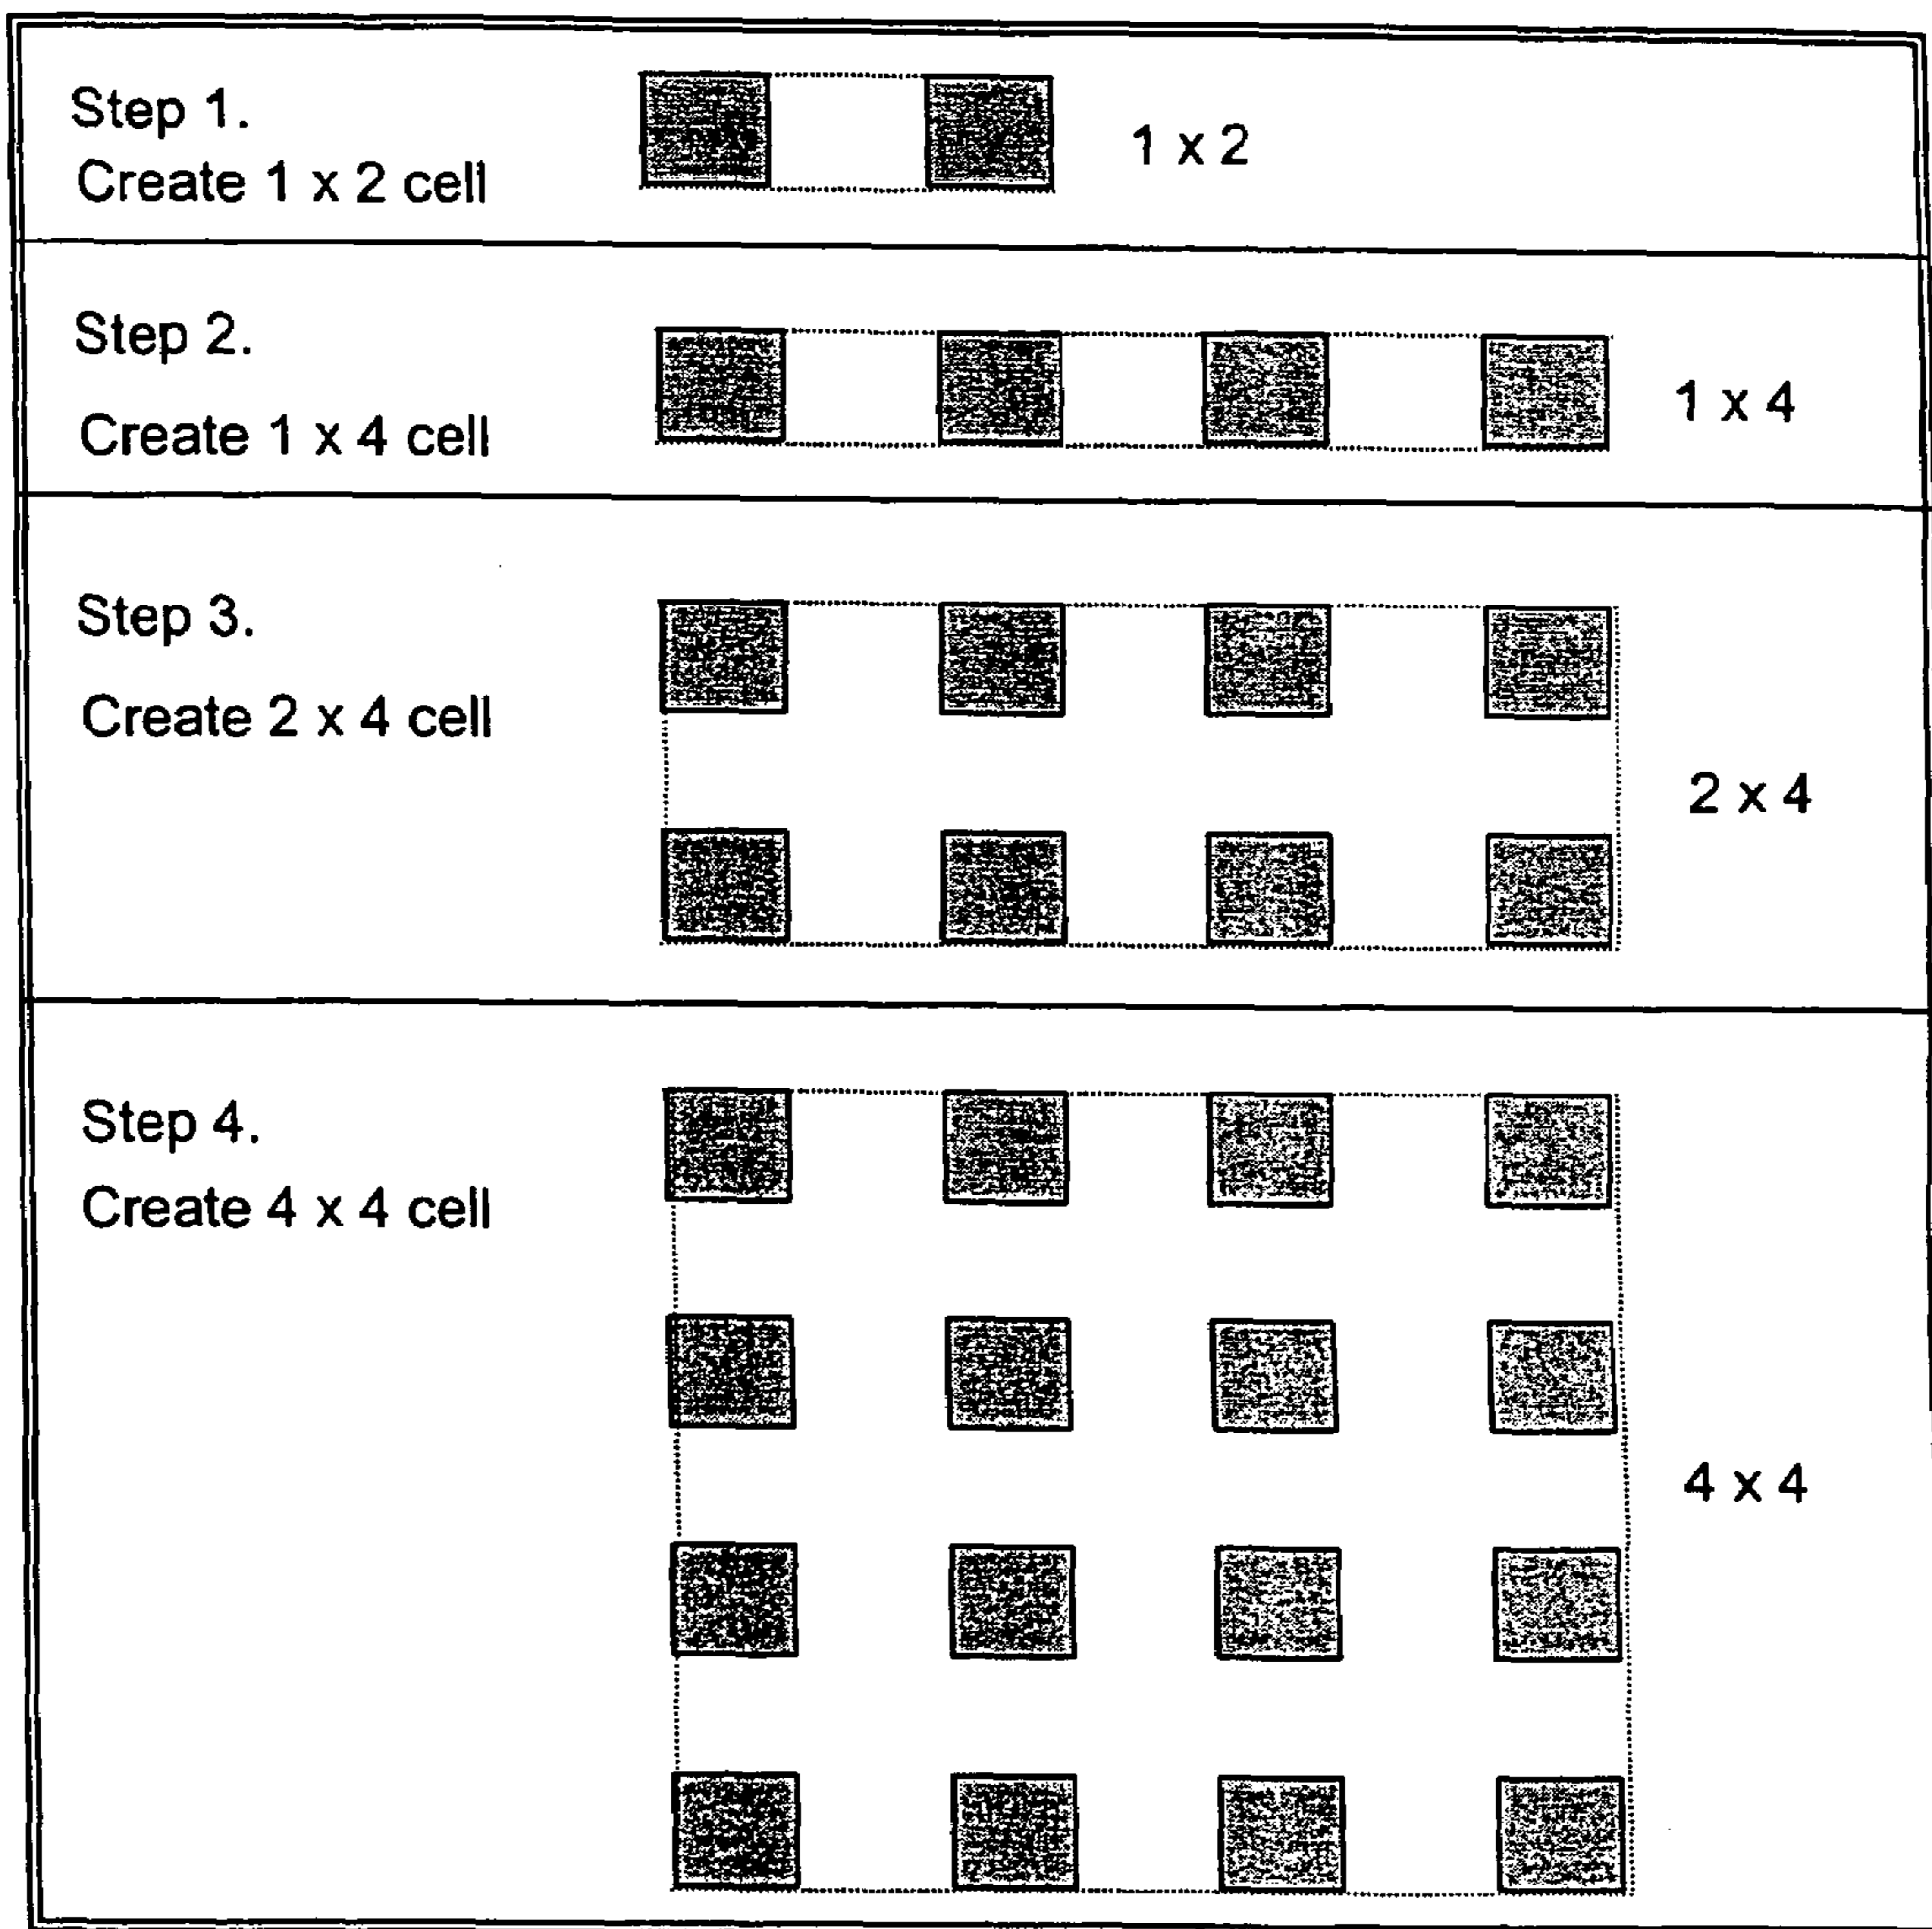 Step 1.
Create 1 x 2 cell
1 x 2
Step 2.
Create 1 x 4 cell
1 x 4
Step 3.
Create 2 x 4 cell
2 x 4
Step 4.
Create 4 x 4 cell
4 x 4